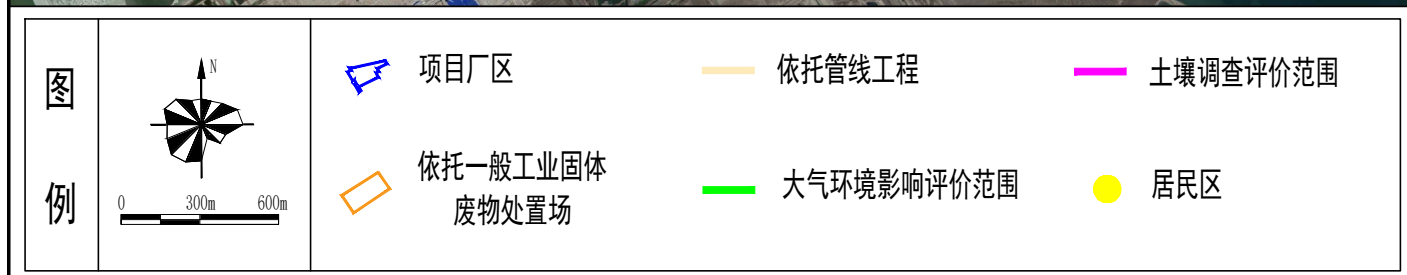 图
例
N
0 300m 600m
项目厂区
依托管线工程
土壤调查评价范围
依托一般工业固体
废物处置场
大气环境影响评价范围
居民区